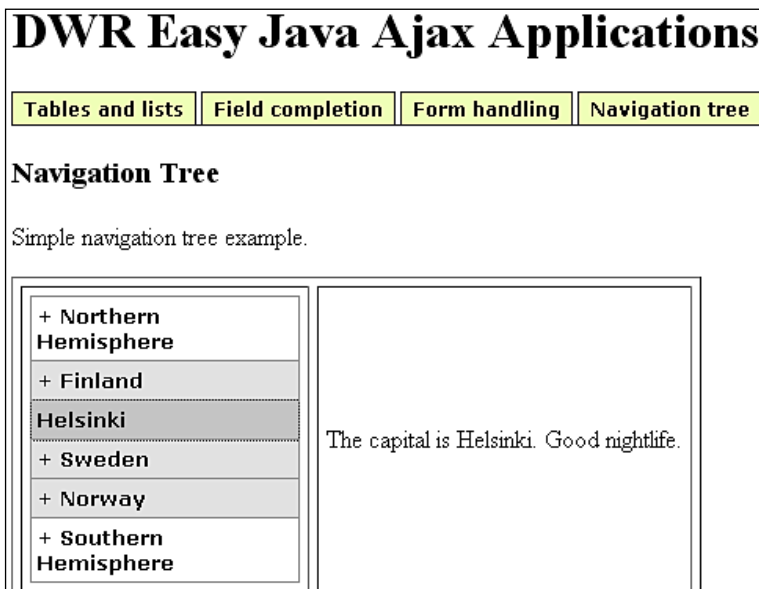 DWR Easy Java Ajax Applications
Tables and lists Field completion Form handling Navigation tree
Navigation Tree
Simple navigation tree example.
+ Northern
Hemisphere
+ Finland
Helsinki
+ Sweden
+ Norway
+ Southern
Hemisphere
The capital is Helsinki. Good nightlife.